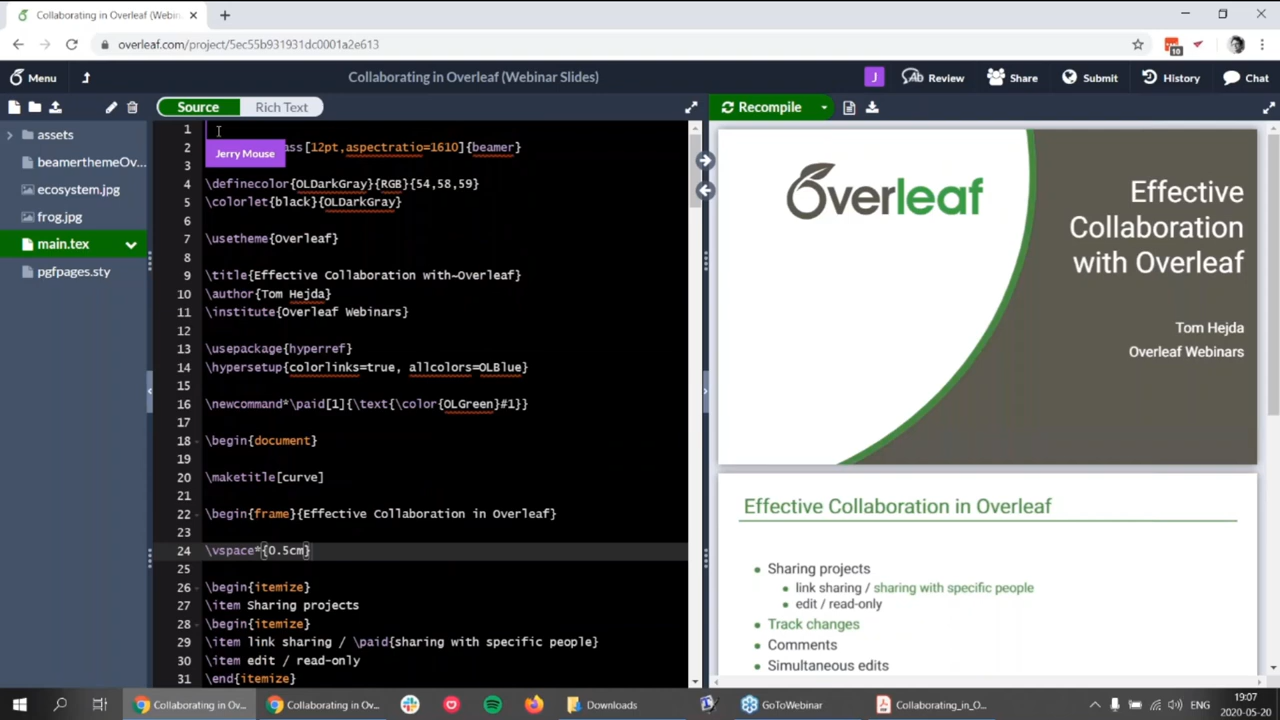 Collaborating in Overleaf (Webin
overleaf.com/project/5ec55b931931dc0001a2e613
10
Menu
Collaborating in Overleaf (Webinar Slides)
J
Review
Share
Submit
History
Chat
Source
Rich Text
Recompile
assets
beamerthemeOv...
ecosystem.jpg
frog.jpg
main.tex
pgfpages.sty
1
Jerry Mouse
2 ass[12pt,aspectratio=1610]{beamer}
3
4 \definecolor{OLDarkGray}{RGB}{54,58,59}
5 \colorlet{black}{OLDarkGray}
6
7 \usetheme{Overleaf}
8
9 \title{Effective Collaboration with~Overleaf}
10 \author{Tom Hejda}
11 \institute{Overleaf Webinars}
12
13 \usepackage{hyperref}
14 \hypersetup{colorlinks=true, allcolors=OLBlue}
15
16 \newcommand*\paid[1]{\text{\color{OLGreen}#1}}
17
18 \begin{document}
19
20 \maketitle[curve]
21
22 \begin{frame}{Effective Collaboration in Overleaf}
23
24 \vspace*{0.5cm}
25
26 \begin{itemize}
27 \item Sharing projects
28 \begin{itemize}
29 \item link sharing / \paid{sharing with specific people}
30 \item edit / read-only
31 \end{itemize}
Overleaf
Effective
Collaboration
with Overleaf
Tom Hejda
Overleaf Webinars
Effective Collaboration in Overleaf
Sharing projects
link sharing / sharing with specific people
edit / read-only
Track changes
Comments
Simultaneous edits
Collaborating in Ov...
Collaborating in Ov...
Downloads
GoToWebinar
Collaborating_in_O...
ENG
19:07
2020-05-20